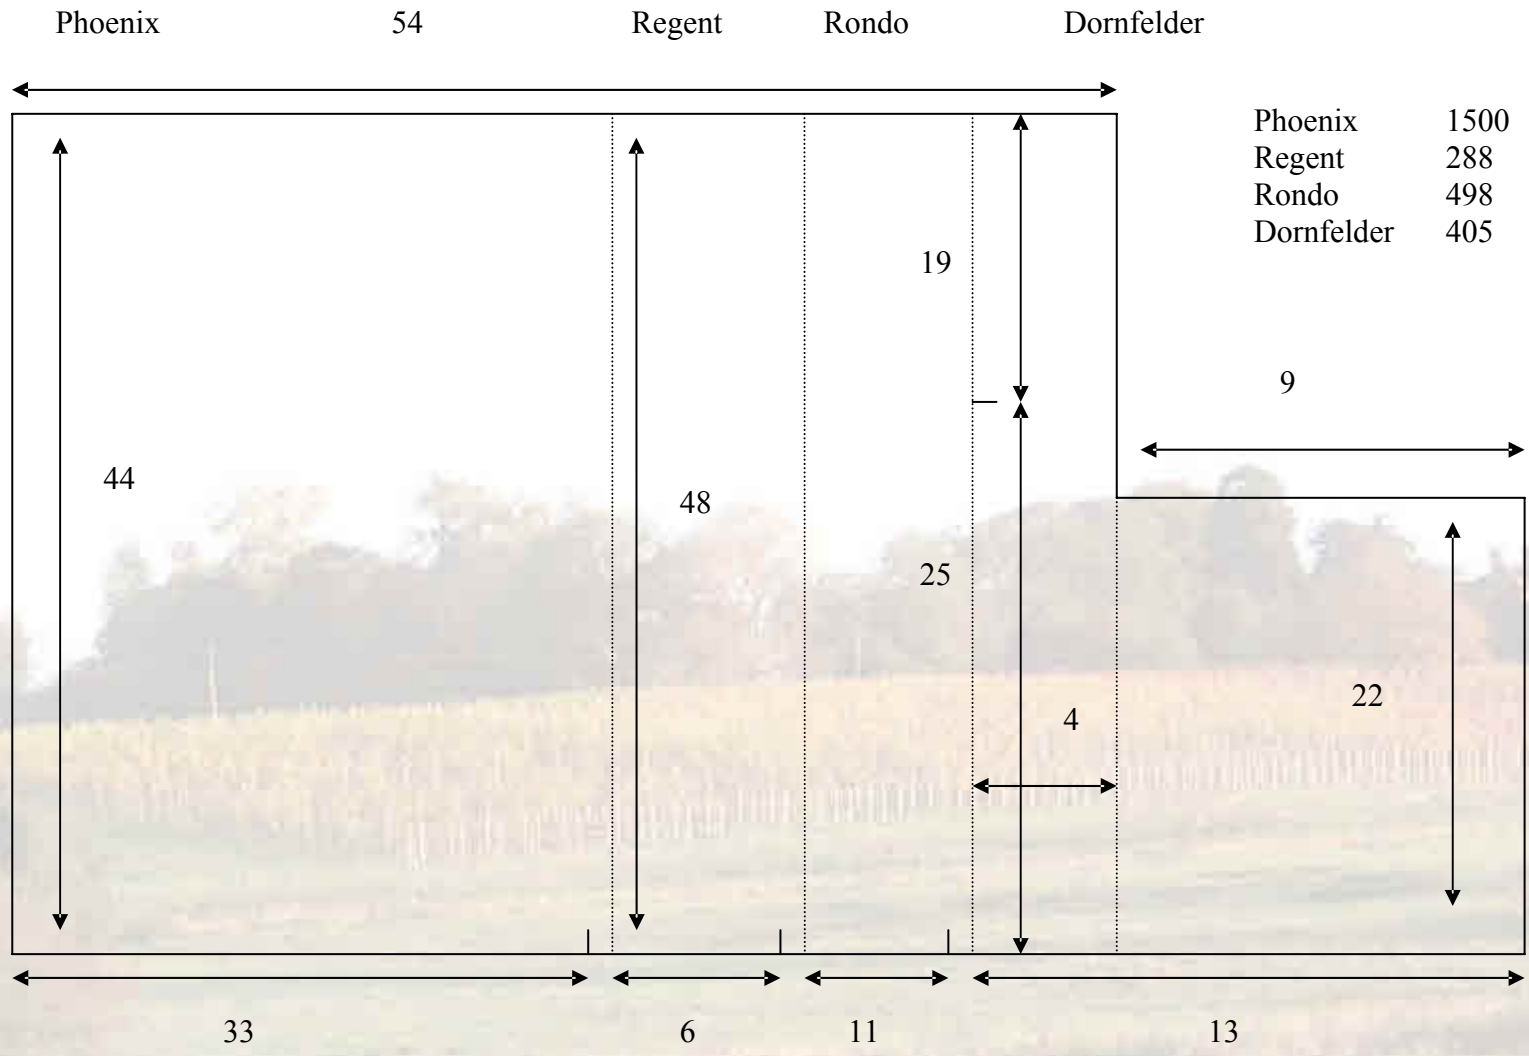 Phoenix 54 Regent Rondo Dornfelder
Phoenix 1500
Regent 288
Rondo 498
Dornfelder 405
19
9
44
48
25
22
4
33 6 11 13